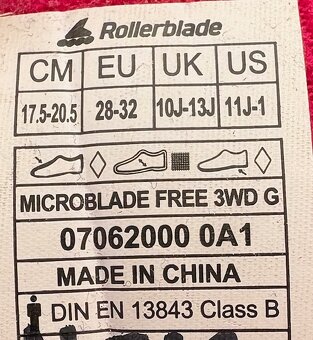 Rollerblade
CM EU UK US
17.5-20.5 28-32 10J-13J 11J-1
MICROBLADE FREE 3WD G
07062000 0A1
MADE IN CHINA
DIN EN 13843 Class B